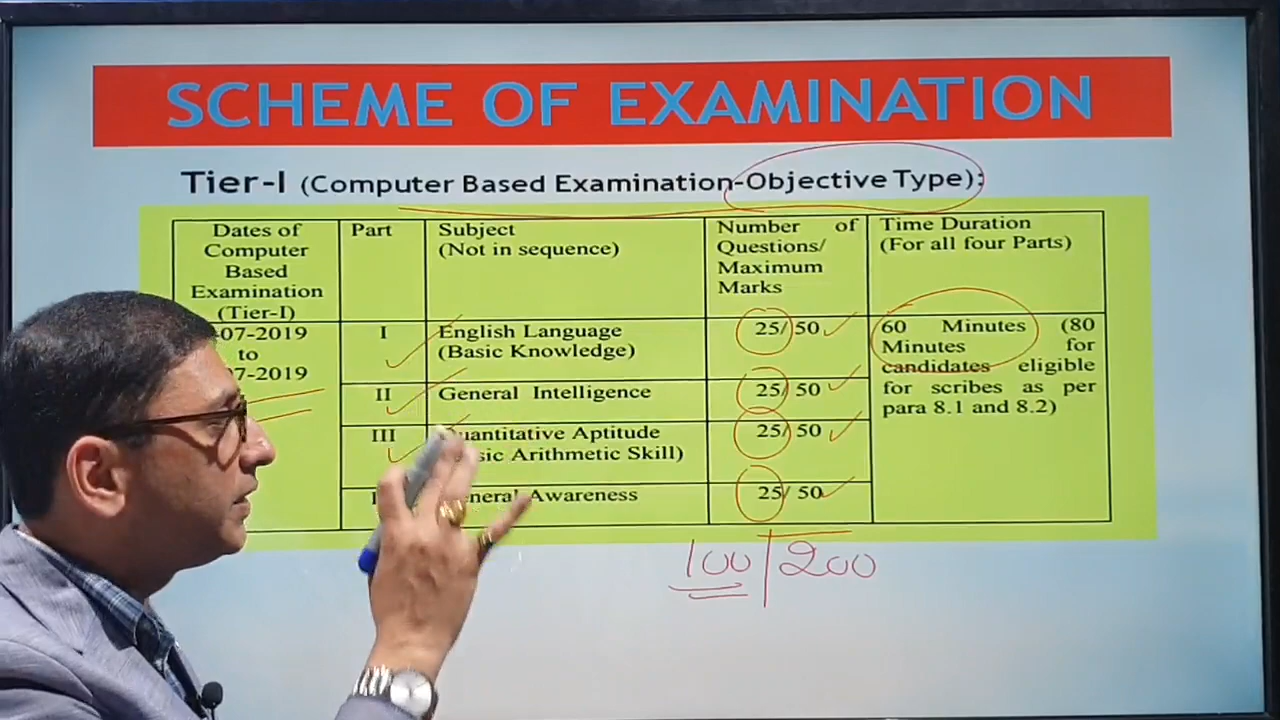 SCHEME OF EXAMINATION
Tier-I (Computer Based Examination-Objective Type):
Dates of
Computer
Based
Examination
(Tier-I)
Part
Subject
(Not in sequence)
Number of
Questions/
Maximum
Marks
Time Duration
(For all four Parts)
-07-2019
to
07-2019
I
English Language
(Basic Knowledge)
25/ 50
60 Minutes (80
Minutes for
candidates eligible
for scribes as per
para 8.1 and 8.2)
II
General Intelligence
25/ 50
III
Quantitative Aptitude
Arithmetic Skill)
25/ 50
Awareness
25/ 50
100 | 200